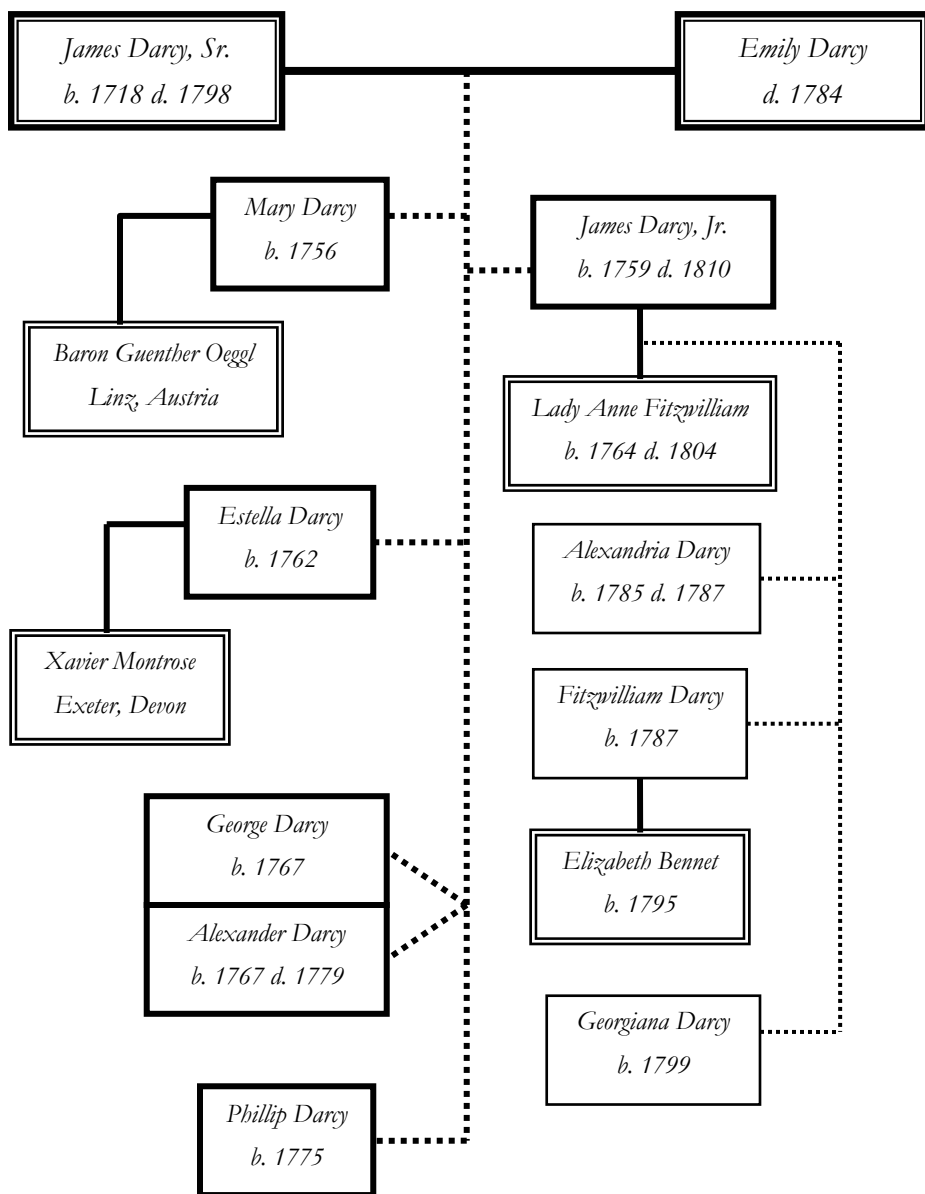 James Darcy, Sr.
b. 1718 d. 1798
Emily Darcy
d. 1784
Mary Darcy
b. 1756
James Darcy, Jr.
b. 1759 d. 1810
Baron Guenther Oeggl
Linz, Austria
Lady Anne Fitzwilliam
b. 1764 d. 1804
Estella Darcy
b. 1762
Alexandria Darcy
b. 1785 d. 1787
Xavier Montrose
Exeter, Devon
Fitzwilliam Darcy
b. 1787
George Darcy
b. 1767
Elizabeth Bennet
b. 1795
Alexander Darcy
b. 1767 d. 1779
Georgiana Darcy
b. 1799
Phillip Darcy
b. 1775